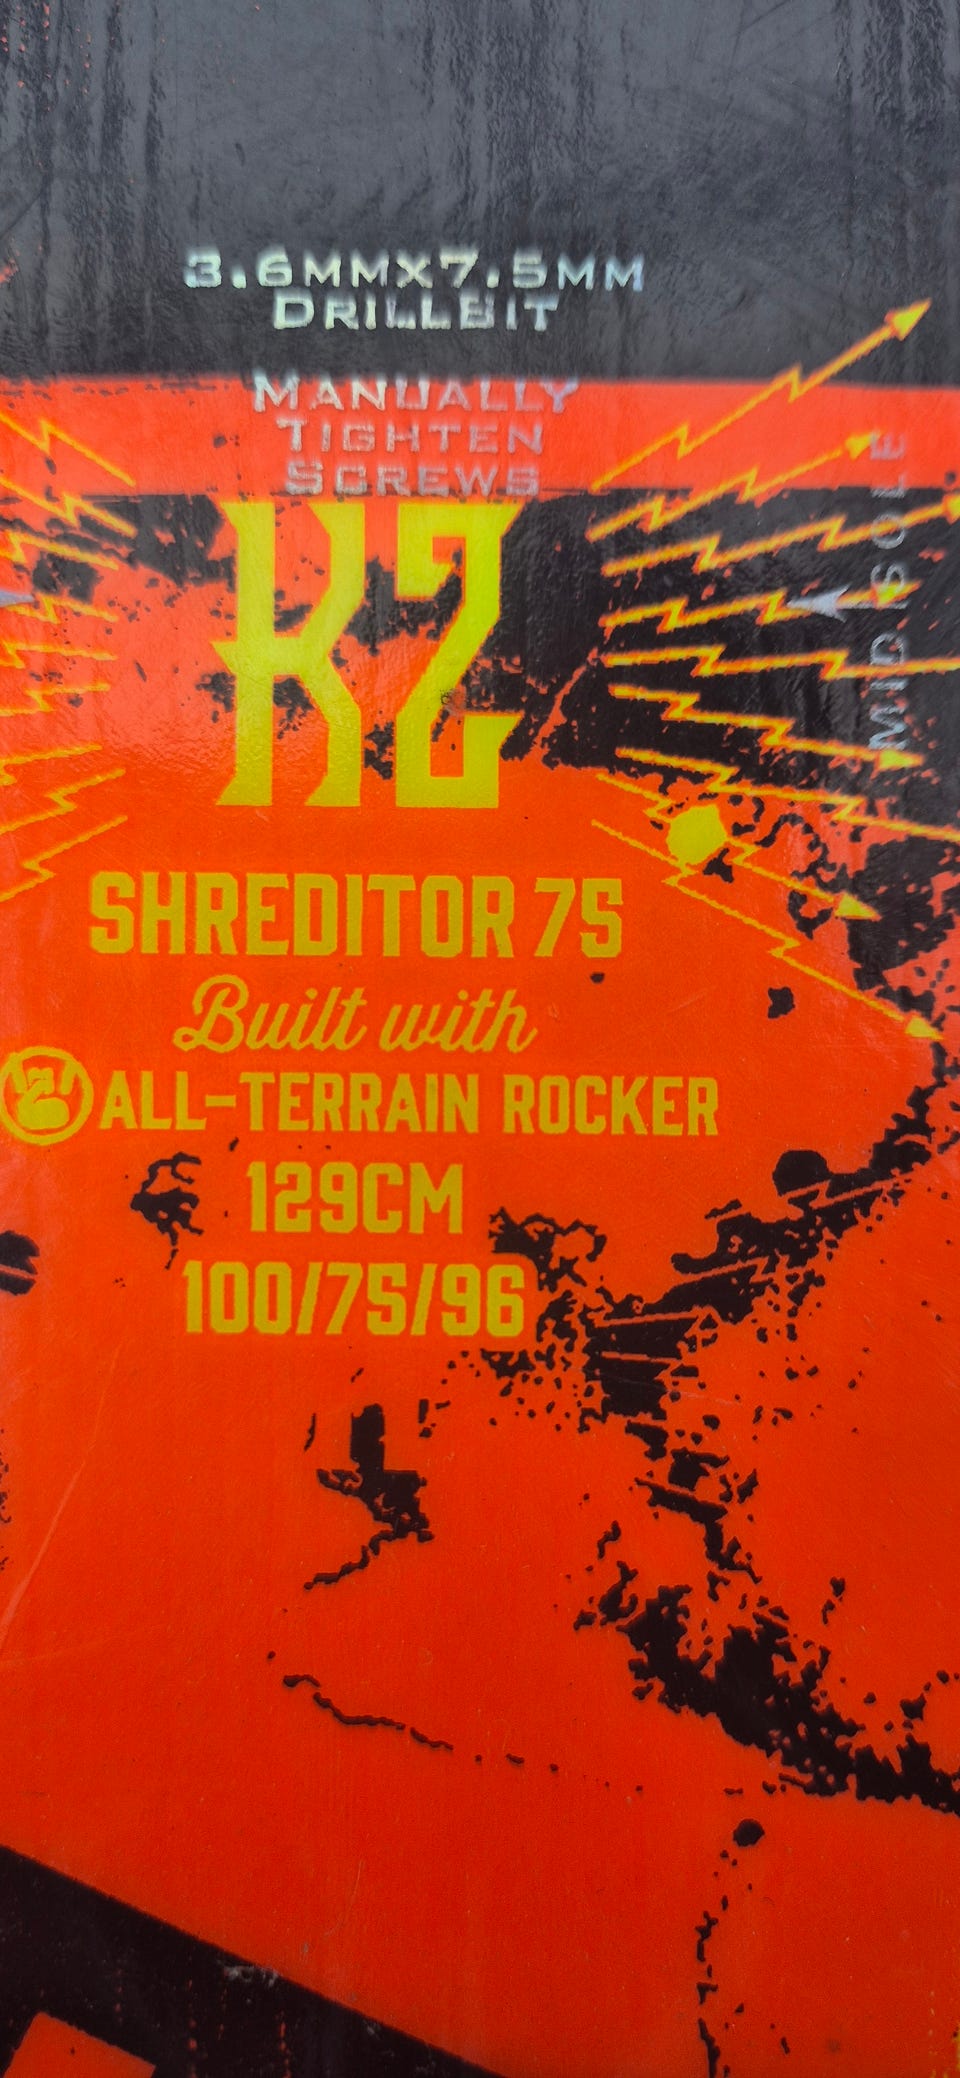 3.6MMX7.5MM
DRILLBIT
MANUALLY
TIGHTEN
SCREWS
MID SOLE
K2
SHREDITOR 75
Built with
ALL-TERRAIN ROCKER
129CM
100/75/96